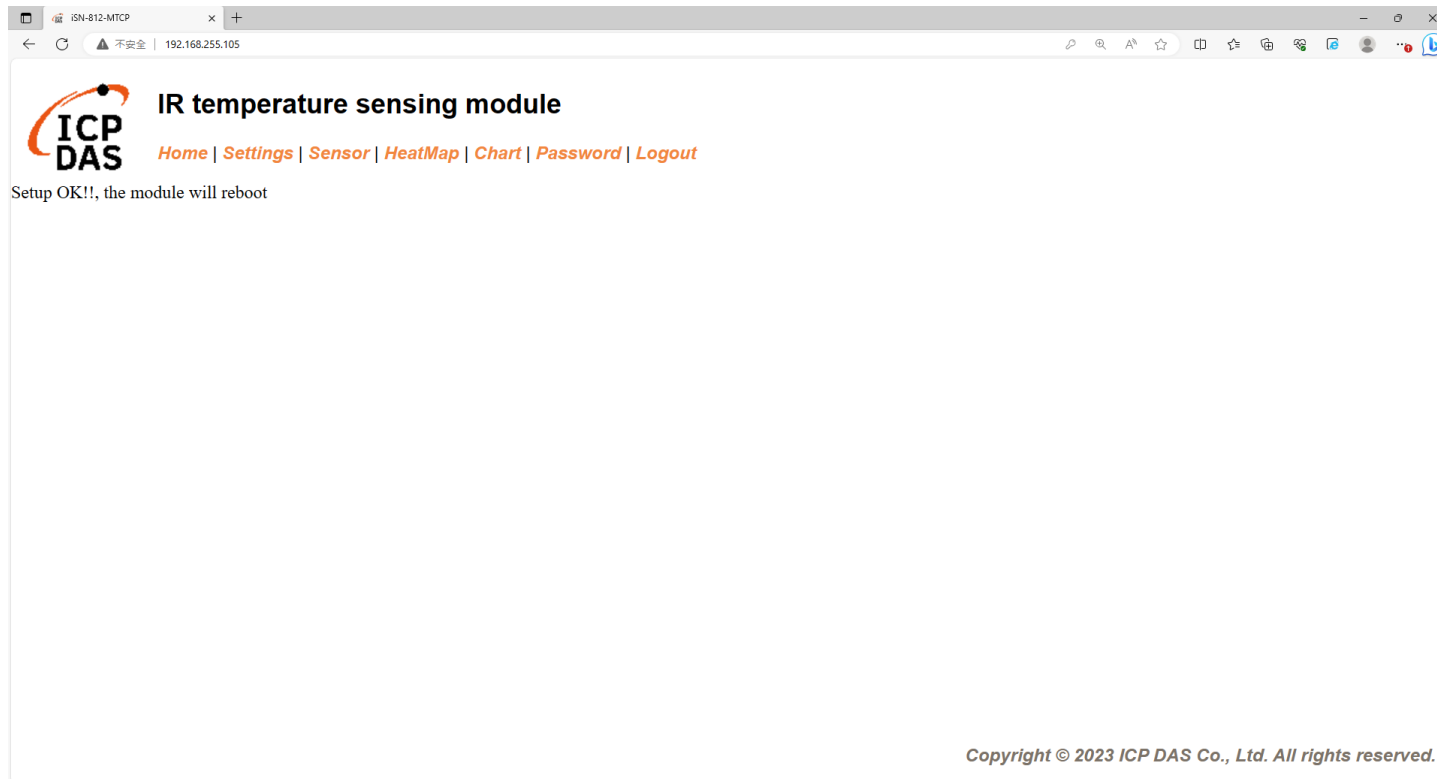 iSN-812-MTCP
不安全 192.168.255.105
ICP
DAS
IR temperature sensing module
Home | Settings | Sensor | HeatMap | Chart | Password | Logout
Setup OK!!, the module will reboot
Copyright © 2023 ICP DAS Co., Ltd. All rights reserved.